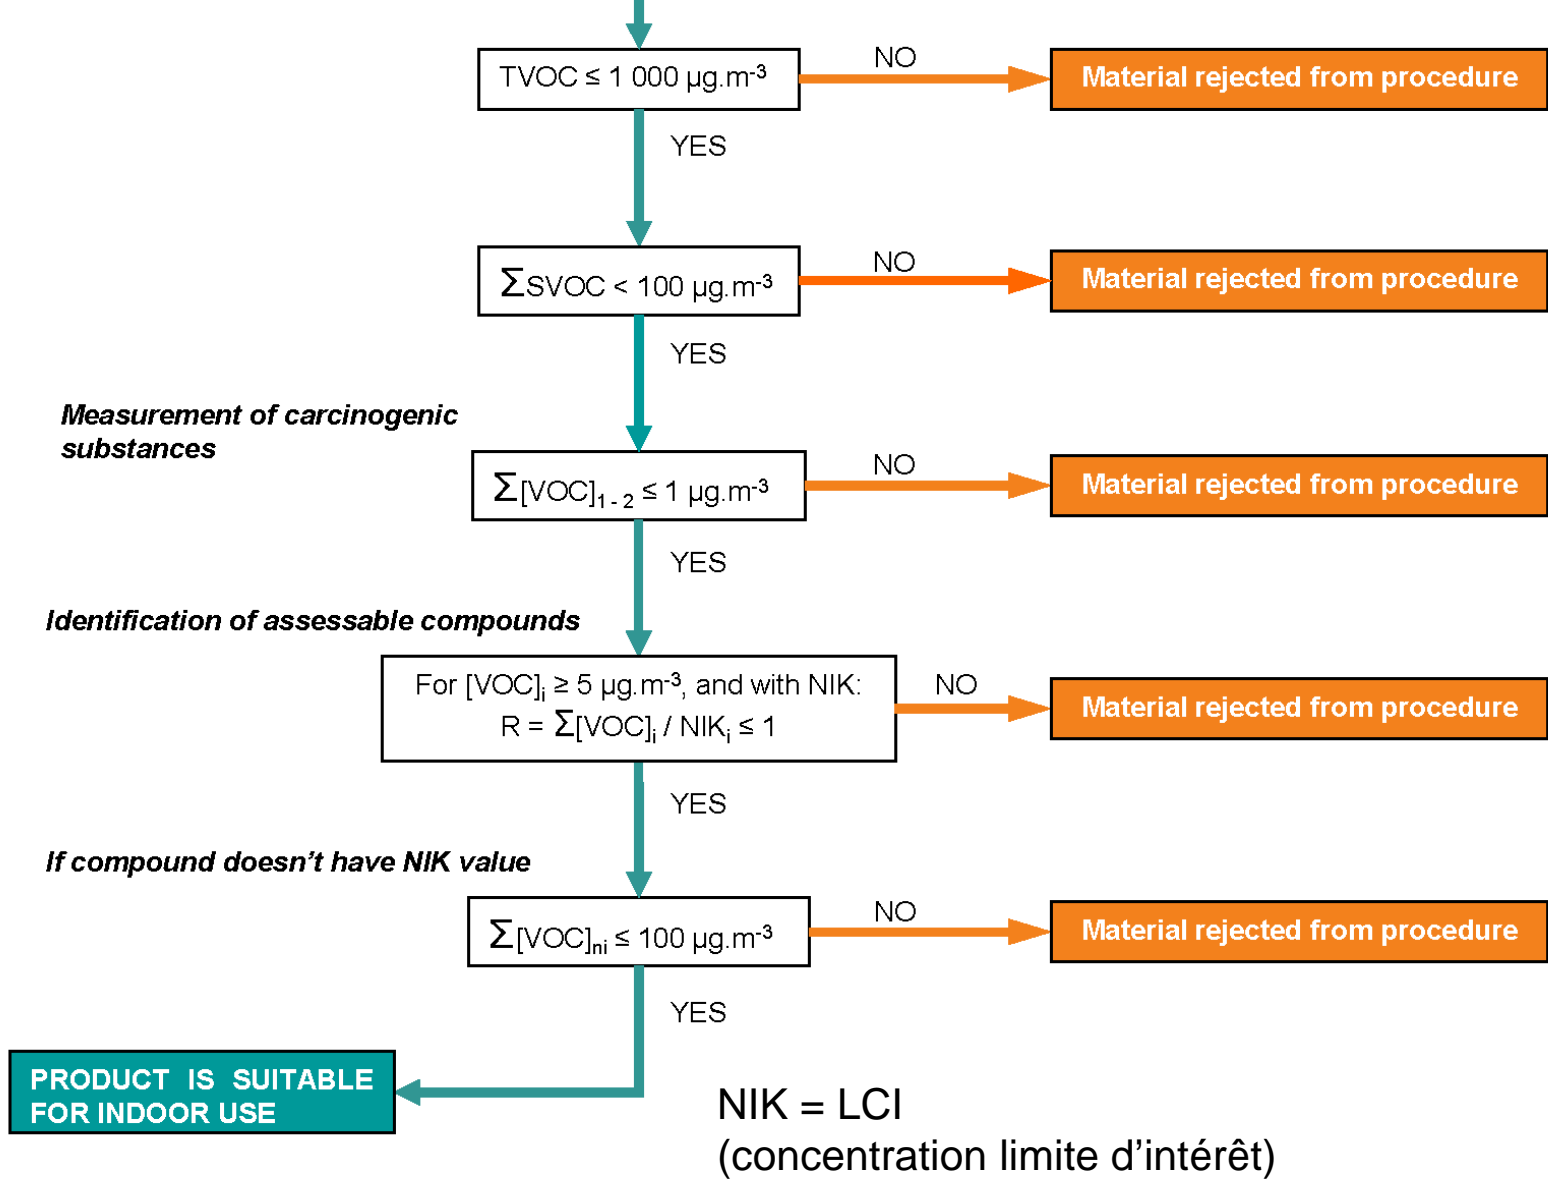 TVOC ≤ 1 000 µg.m-3
NO
Material rejected from procedure
YES
ΣSVOC < 100 µg.m-3
NO
Material rejected from procedure
YES
Measurement of carcinogenic
substances
Σ[VOC]1 - 2 ≤ 1 µg.m-3
NO
Material rejected from procedure
YES
Identification of assessable compounds
For [VOC]i ≥ 5 µg.m-3, and with NIK:
R = Σ[VOC]i / NIKi ≤ 1
NO
Material rejected from procedure
YES
If compound doesn't have NIK value
Σ[VOC]ni ≤ 100 µg.m-3
NO
Material rejected from procedure
YES
PRODUCT IS SUITABLE
FOR INDOOR USE
NIK = LCI
(concentration limite d'intérêt)